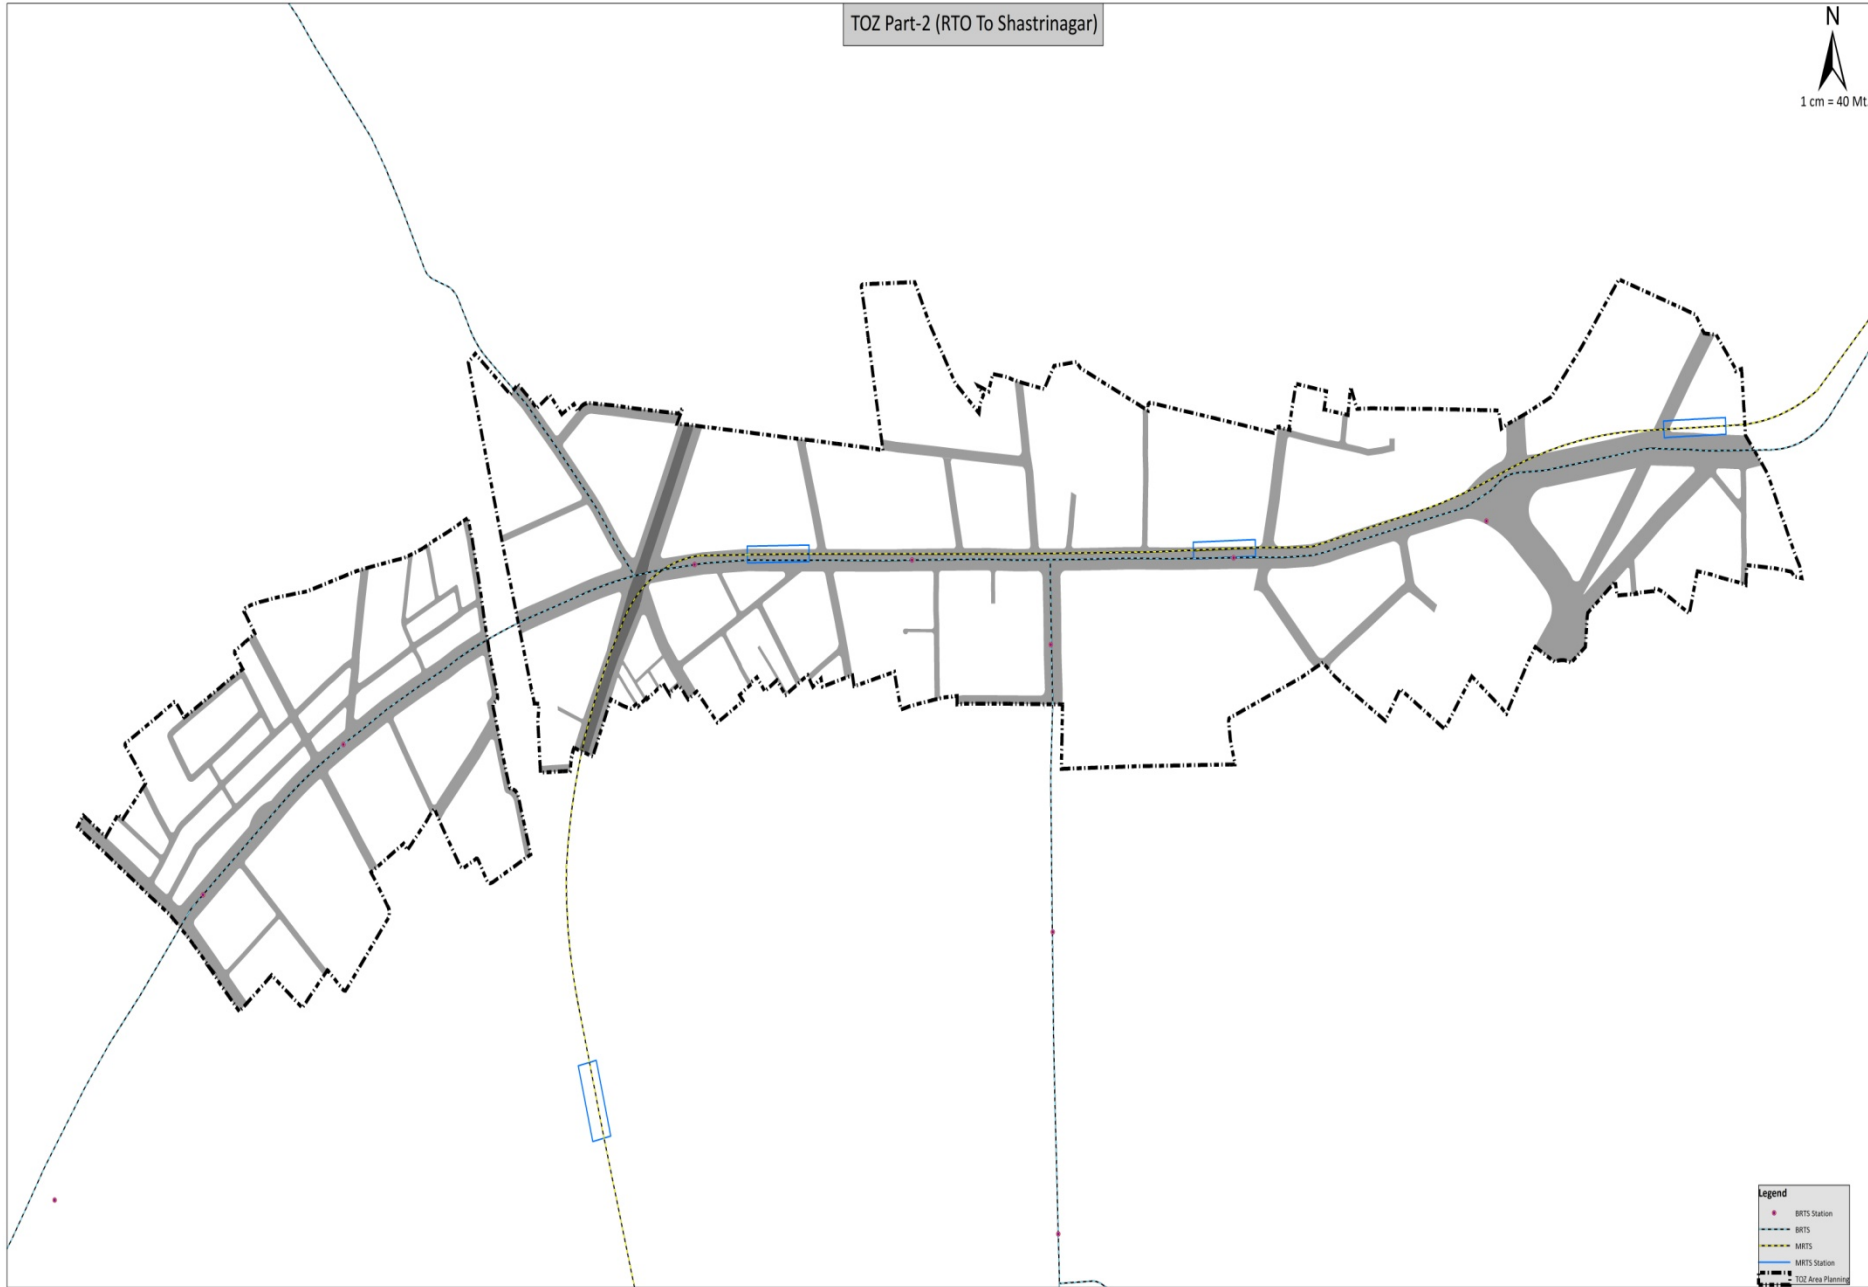 TOZ Part-2 (RTO To Shastrinagar)
N
1 cm = 40 Mt
Legend
BRTS Station
BRTS
MRTS
MRTS Station
TOZ Area Planning